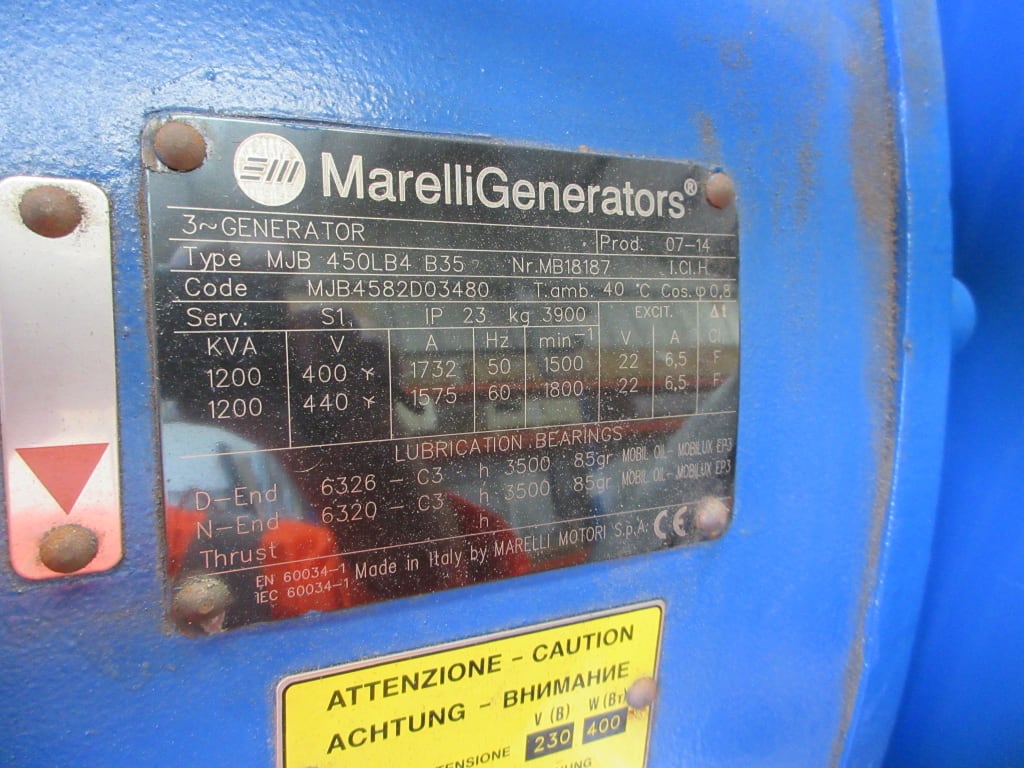 MarelliGenerators®
3~GENERATOR Prod. 07-14
Type MJB 450LB4 B35 Nr.MB18187 I.Cl.H
Code MJB4582D03480 T.amb. 40 °C Cos.φ 0,8
Serv. S1 IP 23 kg 3900 EXCIT. Δt
KVA V A Hz min-1 V A Cl
1200 400 1732 50 1500 22 6,5 F
1200 440 1575 60 1800 22 6,5 F
LUBRICATION BEARINGS
D-End 6326 - C3 h 3500 85gr MOBIL OIL-MOBILUX EP3
N-End 6320 - C3 h 3500 85gr MOBIL OIL-MOBILUX EP3
Thrust h
EN 60034-1
IEC 60034-1
Made in Italy by MARELLI MOTORI S.p.A. CE
ATTENZIONE - CAUTION
ACHTUNG - ВНИМАНИЕ
V (B) W (Вт)
230 400